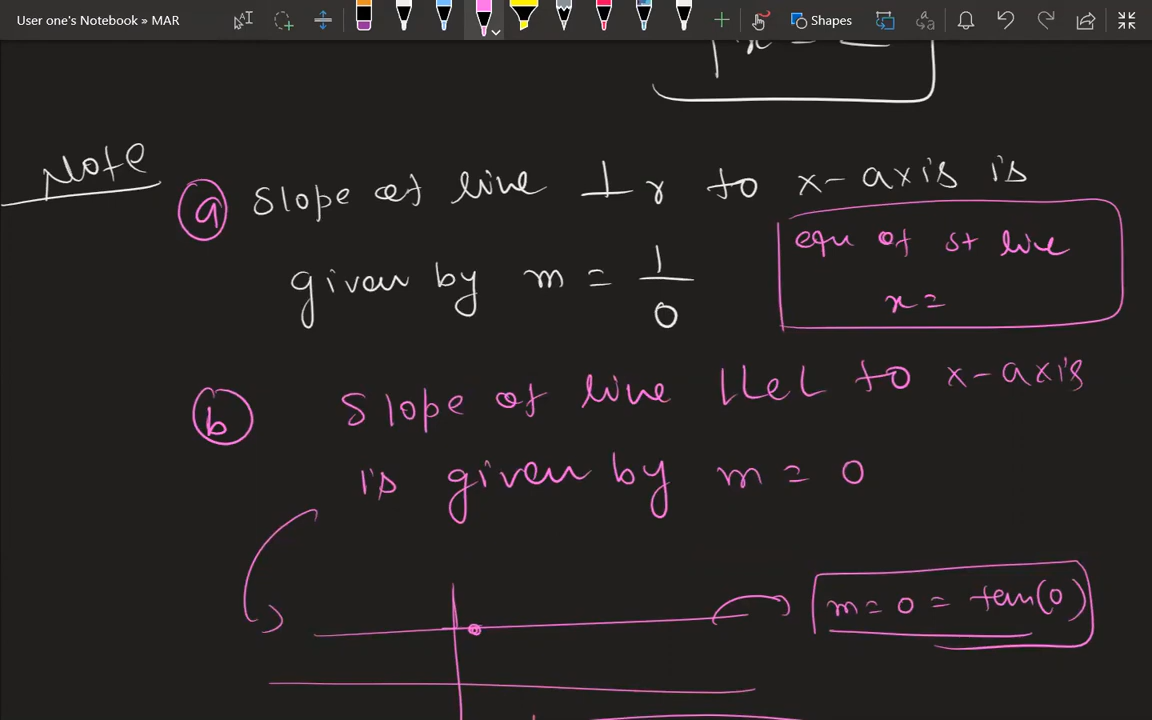 User one's Notebook » MAR
Shapes
x =
Note
a slope of line ⊥r to x-axis is
given by m = 1/0
equ of st line
x =
b slope of line llel to x-axis
is given by m = 0
m = 0 = tan(0)